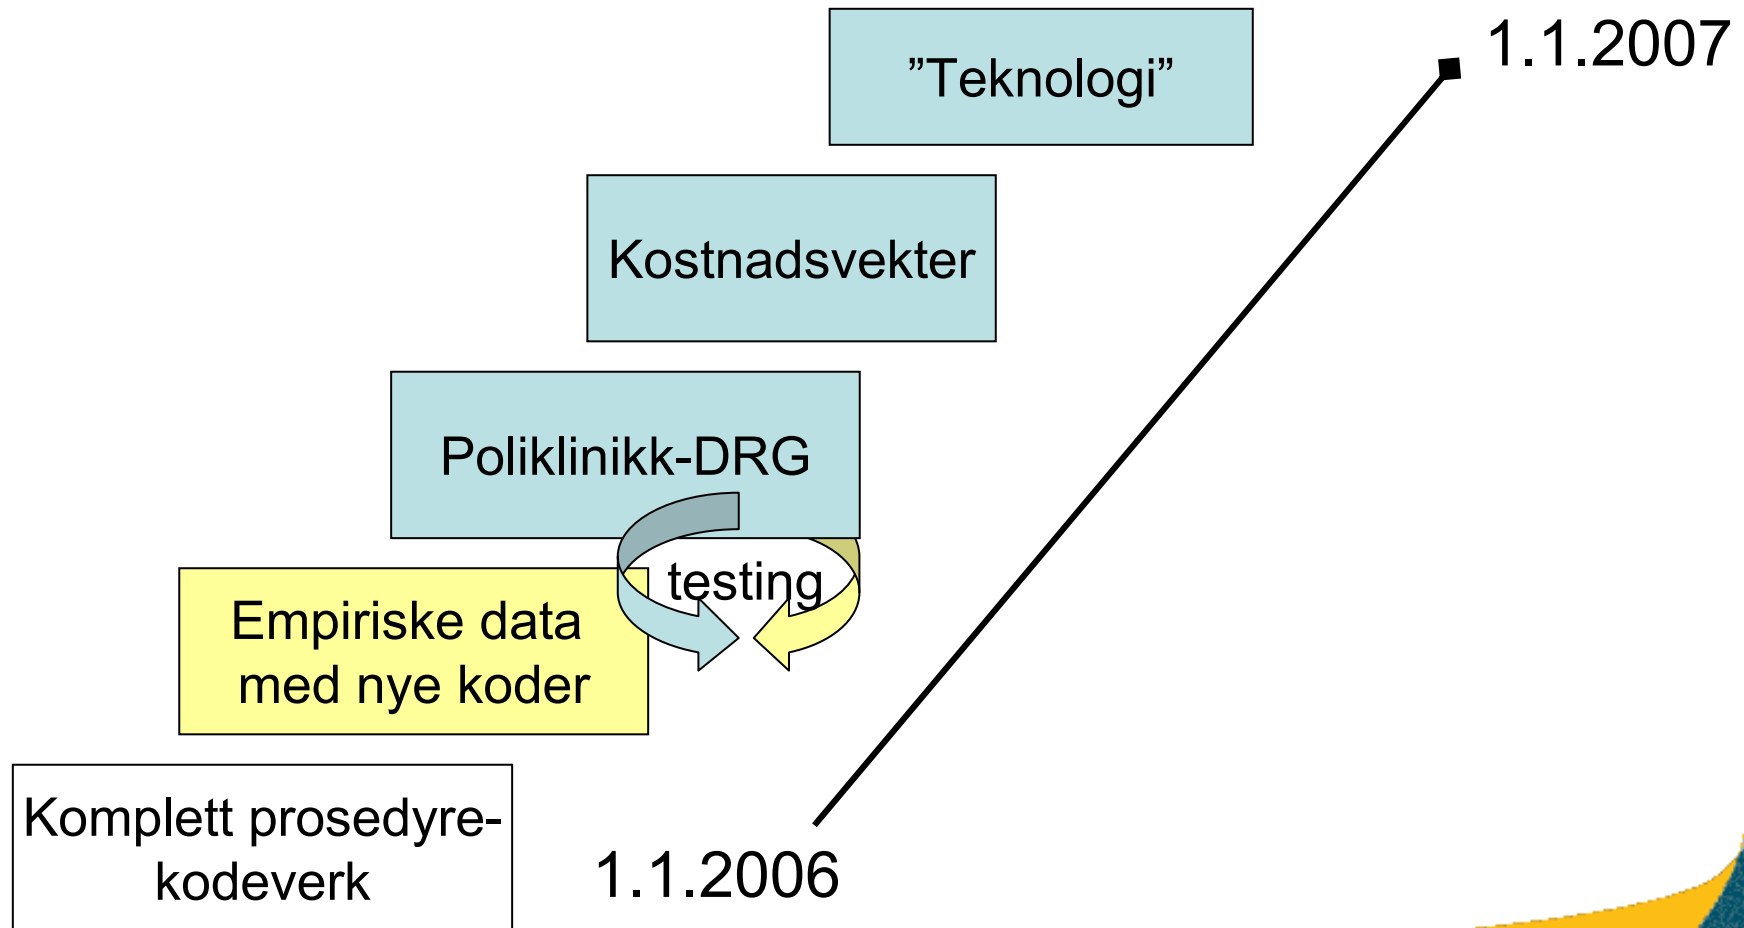 1.1.2007
”Teknologi”
Kostnadsvekter
Poliklinikk-DRG
testing
Empiriske data
med nye koder
Komplett prosedyre-
kodeverk
1.1.2006